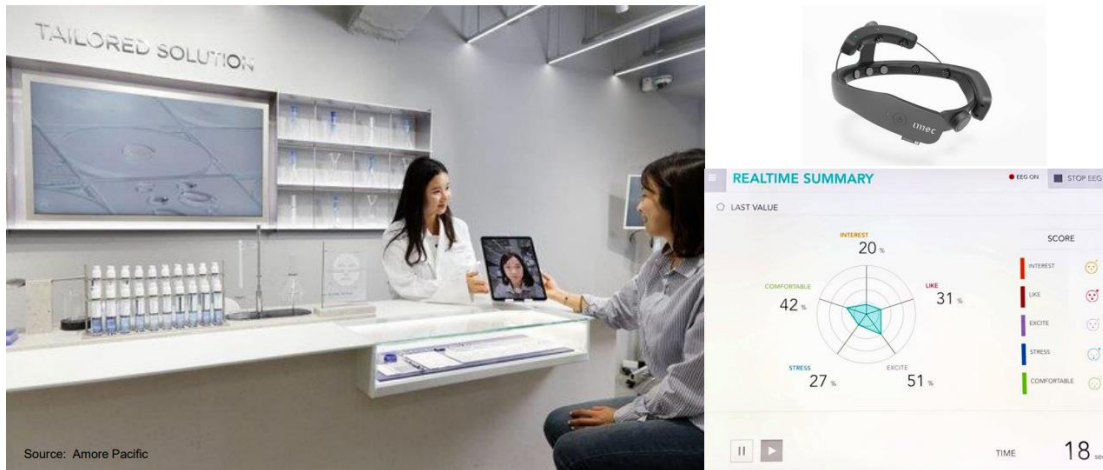 TAILORED SOLUTION
Source: Amore Pacific
imec
REALTIME SUMMARY
EEG ON
STOP EEG
LAST VALUE
INTEREST
20 %
COMFORTABLE
42 %
LIKE
31 %
STRESS
27 %
EXCITE
51 %
SCORE
INTEREST
LIKE
EXCITE
STRESS
COMFORTABLE
TIME
18